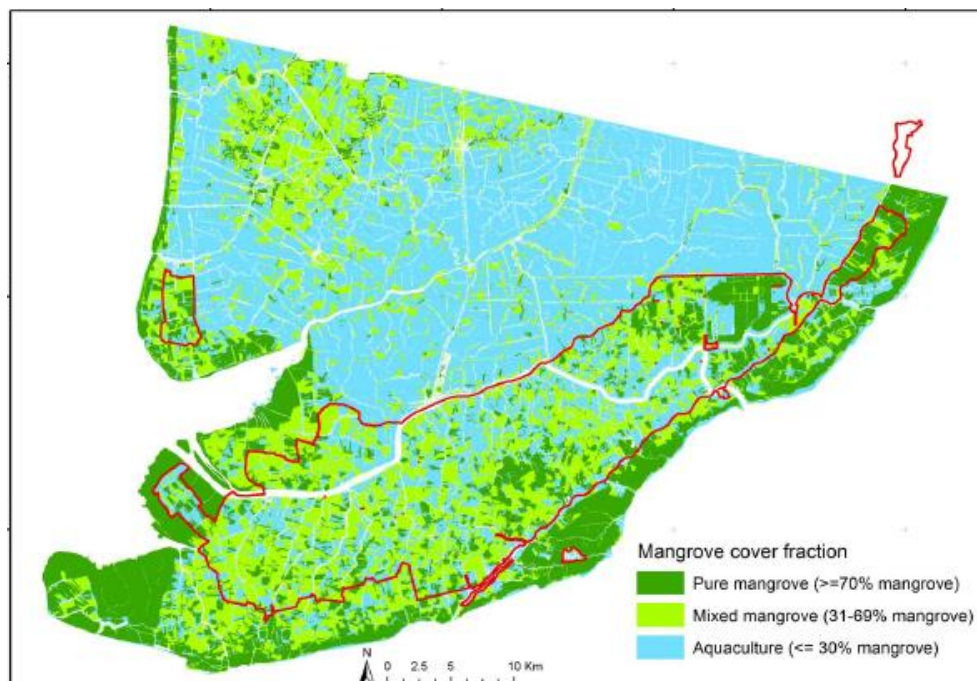 Mangrove cover fraction
Pure mangrove (>=70% mangrove)
Mixed mangrove (31-69% mangrove)
Aquaculture (<= 30% mangrove)
N
0 2.5 5 10 Km